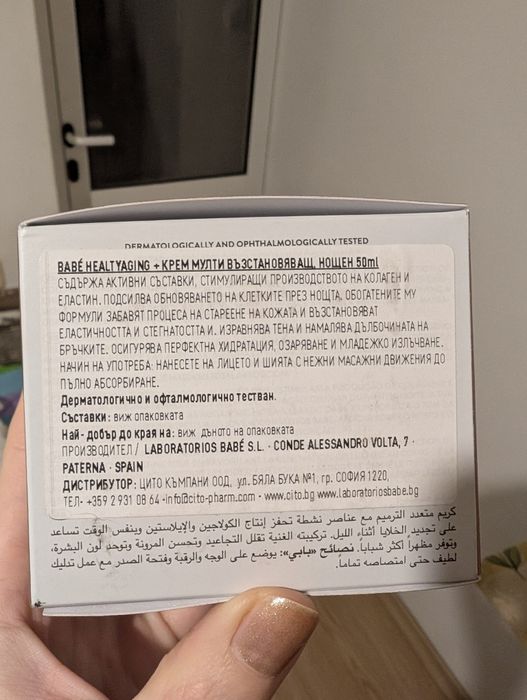 DERMATOLOGICALLY AND OPHTHALMOLOGICALLY TESTED
BABÉ HEALTYAGING + КРЕМ МУЛТИ ВЪЗСТАНОВЯВАЩ, НОЩЕН 50ml
СЪДЪРЖА АКТИВНИ СЪСТАВКИ, СТИМУЛИРАЩИ ПРОИЗВОДСТВОТО НА КОЛАГЕН И
ЕЛАСТИН. ПОДСИЛВА ОБНОВЯВАНЕТО НА КЛЕТКИТЕ ПРЕЗ НОЩТА. ОБОГАТЕНИТЕ МУ
ФОРМУЛИ ЗАБАВЯТ ПРОЦЕСА НА СТАРЕЕНЕ НА КОЖАТА И ВЪЗСТАНОВЯВАТ
ЕЛАСТИЧНОСТТА И СТЕГНАТОСТТА И. ИЗРАВНЯВА ТЕНА И НАМАЛЯВА ДЪЛБОЧИНАТА НА
БРЪЧКИТЕ. ОСИГУРЯВА ПЕРФЕКТНА ХИДРАТАЦИЯ, ОЗАРЯВАНЕ И МЛАДЕЖКО ИЗЛЪЧВАНЕ.
НАЧИН НА УПОТРЕБА: НАНЕСЕТЕ НА ЛИЦЕТО И ШИЯТА С НЕЖНИ МАСАЖНИ ДВИЖЕНИЯ ДО
ПЪЛНО АБСОРБИРАНЕ.
Дерматологично и офталмологично тестван.
Съставки: виж опаковката
Най- добър до края на: виж дъното на опаковката
ПРОИЗВОДИТЕЛ / LABORATORIOS BABÉ S.L. · CONDE ALESSANDRO VOLTA, 7 ·
PATERNA · SPAIN
ДИСТРИБУТОР: ЦИТО КЪМПАНИ ООД, ул. БЯЛА БУКА №1, гр. СОФИЯ 1220,
ТЕЛ- +359 2 931 08 64 -info@cito-pharm.com - www.cito.bg www.laboratoriosbabe.bg
كريم متعدد الترميم مع عناصر نشطة تحفز إنتاج الكولاجين والإيلاستين وبنفس الوقت تساعد
على تجديد الخلايا أثناء الليل. تركيبته الغنية تقلل التجاعيد وتحسن المرونة وتوحد لون البشرة،
وتوفر مظهراً أكثر شباباً. نصائح «بابي»: يوضع على الوجه والرقبة وفتحة الصدر مع عمل تدليك
لطيف حتى امتصاصه تماماً.